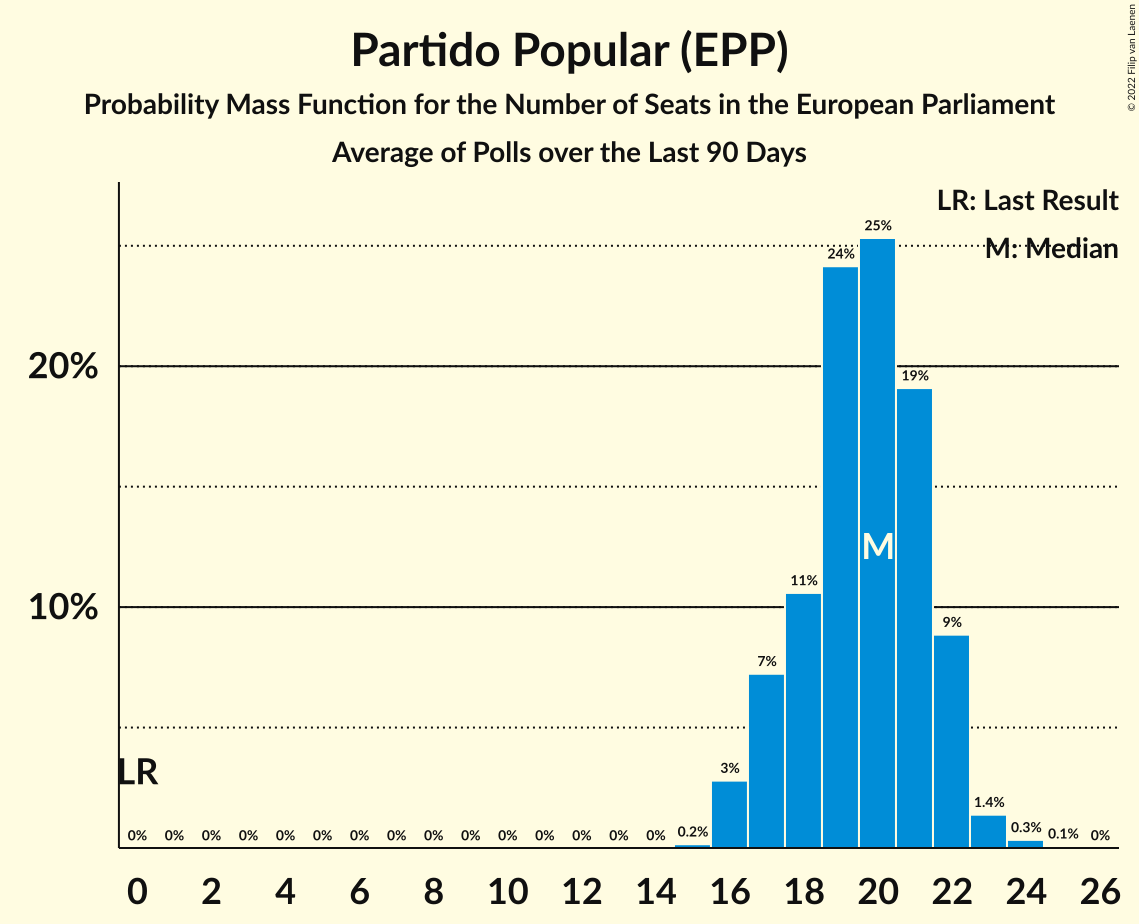 Partido Popular (EPP)
Probability Mass Function for the Number of Seats in the European Parliament
Average of Polls over the Last 90 Days
© 2022 Filip van Laenen
LR: Last Result
M: Median
20%
10%
LR
M
0% 0% 0% 0% 0% 0% 0% 0% 0% 0% 0% 0% 0% 0% 0% 0.2% 3% 7% 11% 24% 25% 19% 9% 1.4% 0.3% 0.1% 0%
0 2 4 6 8 10 12 14 16 18 20 22 24 26